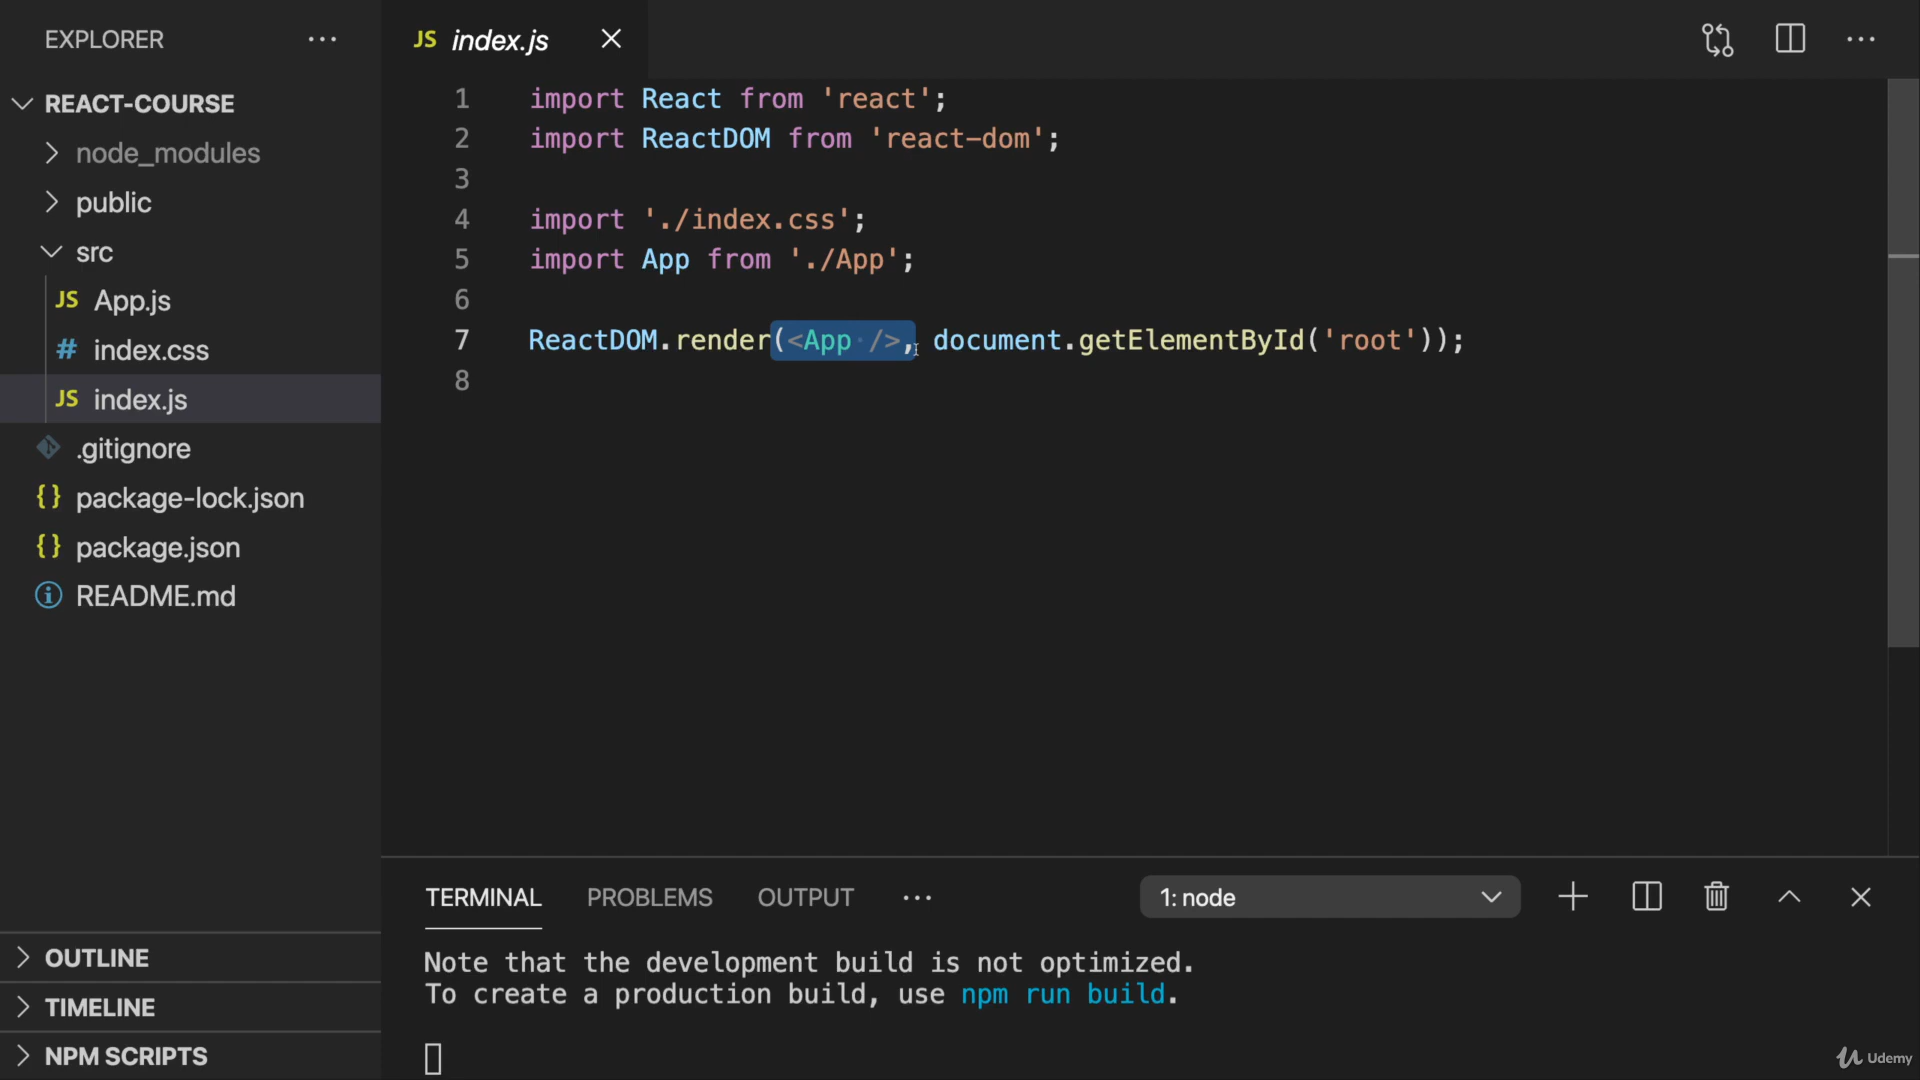 EXPLORER
REACT-COURSE
node_modules
public
src
JS App.js
# index.css
JS index.js
.gitignore
{} package-lock.json
{} package.json
README.md
OUTLINE
TIMELINE
NPM SCRIPTS
JS index.js
1 import React from 'react';
2 import ReactDOM from 'react-dom';
3
4 import './index.css';
5 import App from './App';
6
7 ReactDOM.render(<App />, document.getElementById('root'));
8
TERMINAL PROBLEMS OUTPUT 1: node
Note that the development build is not optimized.
To create a production build, use npm run build.
Udemy